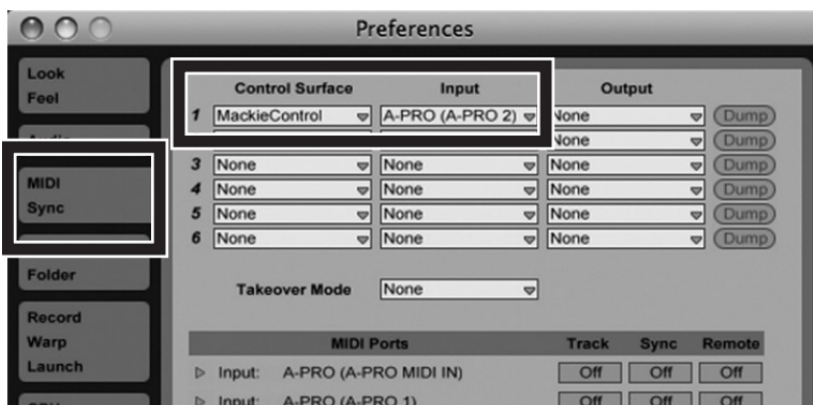 Preferences
Look
Feel
MIDI
Sync
Folder
Record
Warp
Launch
Control Surface Input Output
1 MackieControl A-PRO (A-PRO 2) None Dump
None Dump
3 None None None Dump
4 None None None Dump
5 None None None Dump
6 None None None Dump
Takeover Mode None
MIDI Ports Track Sync Remote
Input: A-PRO (A-PRO MIDI IN) Off Off Off
Input: A-PRO (A-PRO 1) Off Off Off